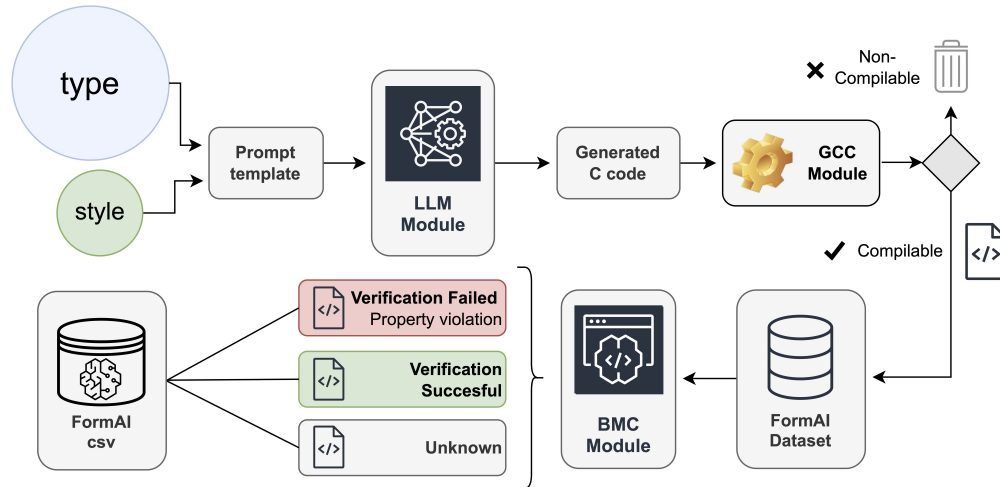 type
style
Prompt
template
LLM
Module
Generated
C code
GCC
Module
Non-
Compilable
Compilable
</>
FormAI
Dataset
BMC
Module
</>
Verification Failed
Property violation
</>
Verification
Succesful
</>
Unknown
</>
FormAI
csv